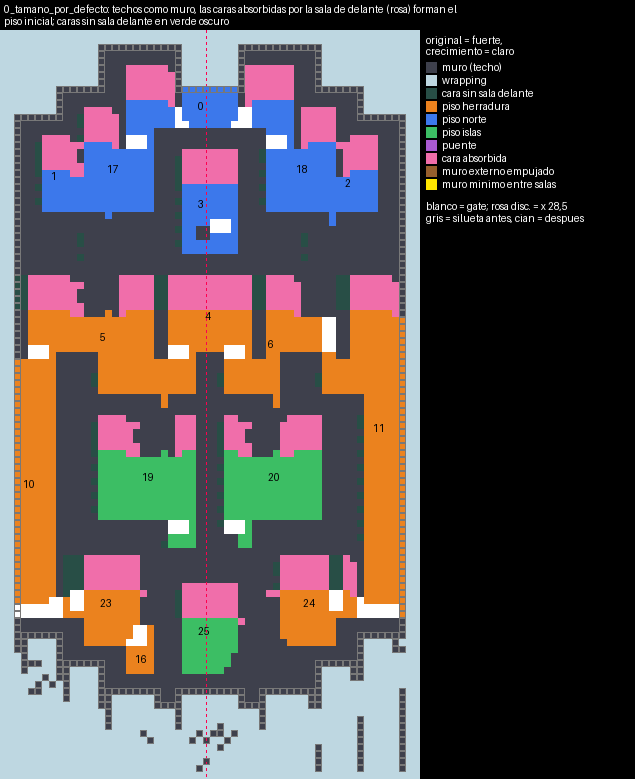 0_tamano_por_defecto: techos como muro, las caras absorbidas por la sala de delante (rosa) forman el
piso inicial; caras sin sala delante en verde oscuro
original = fuerte,
crecimiento = claro
muro (techo)
wrapping
cara sin sala delante
piso herradura
piso norte
piso islas
puente
cara absorbida
muro externo empujado
muro minimo entre salas
blanco = gate; rosa disc. = x 28,5
gris = silueta antes, cian = despues
0
17
18
1
2
3
4
5
6
11
19
20
10
23
24
25
16